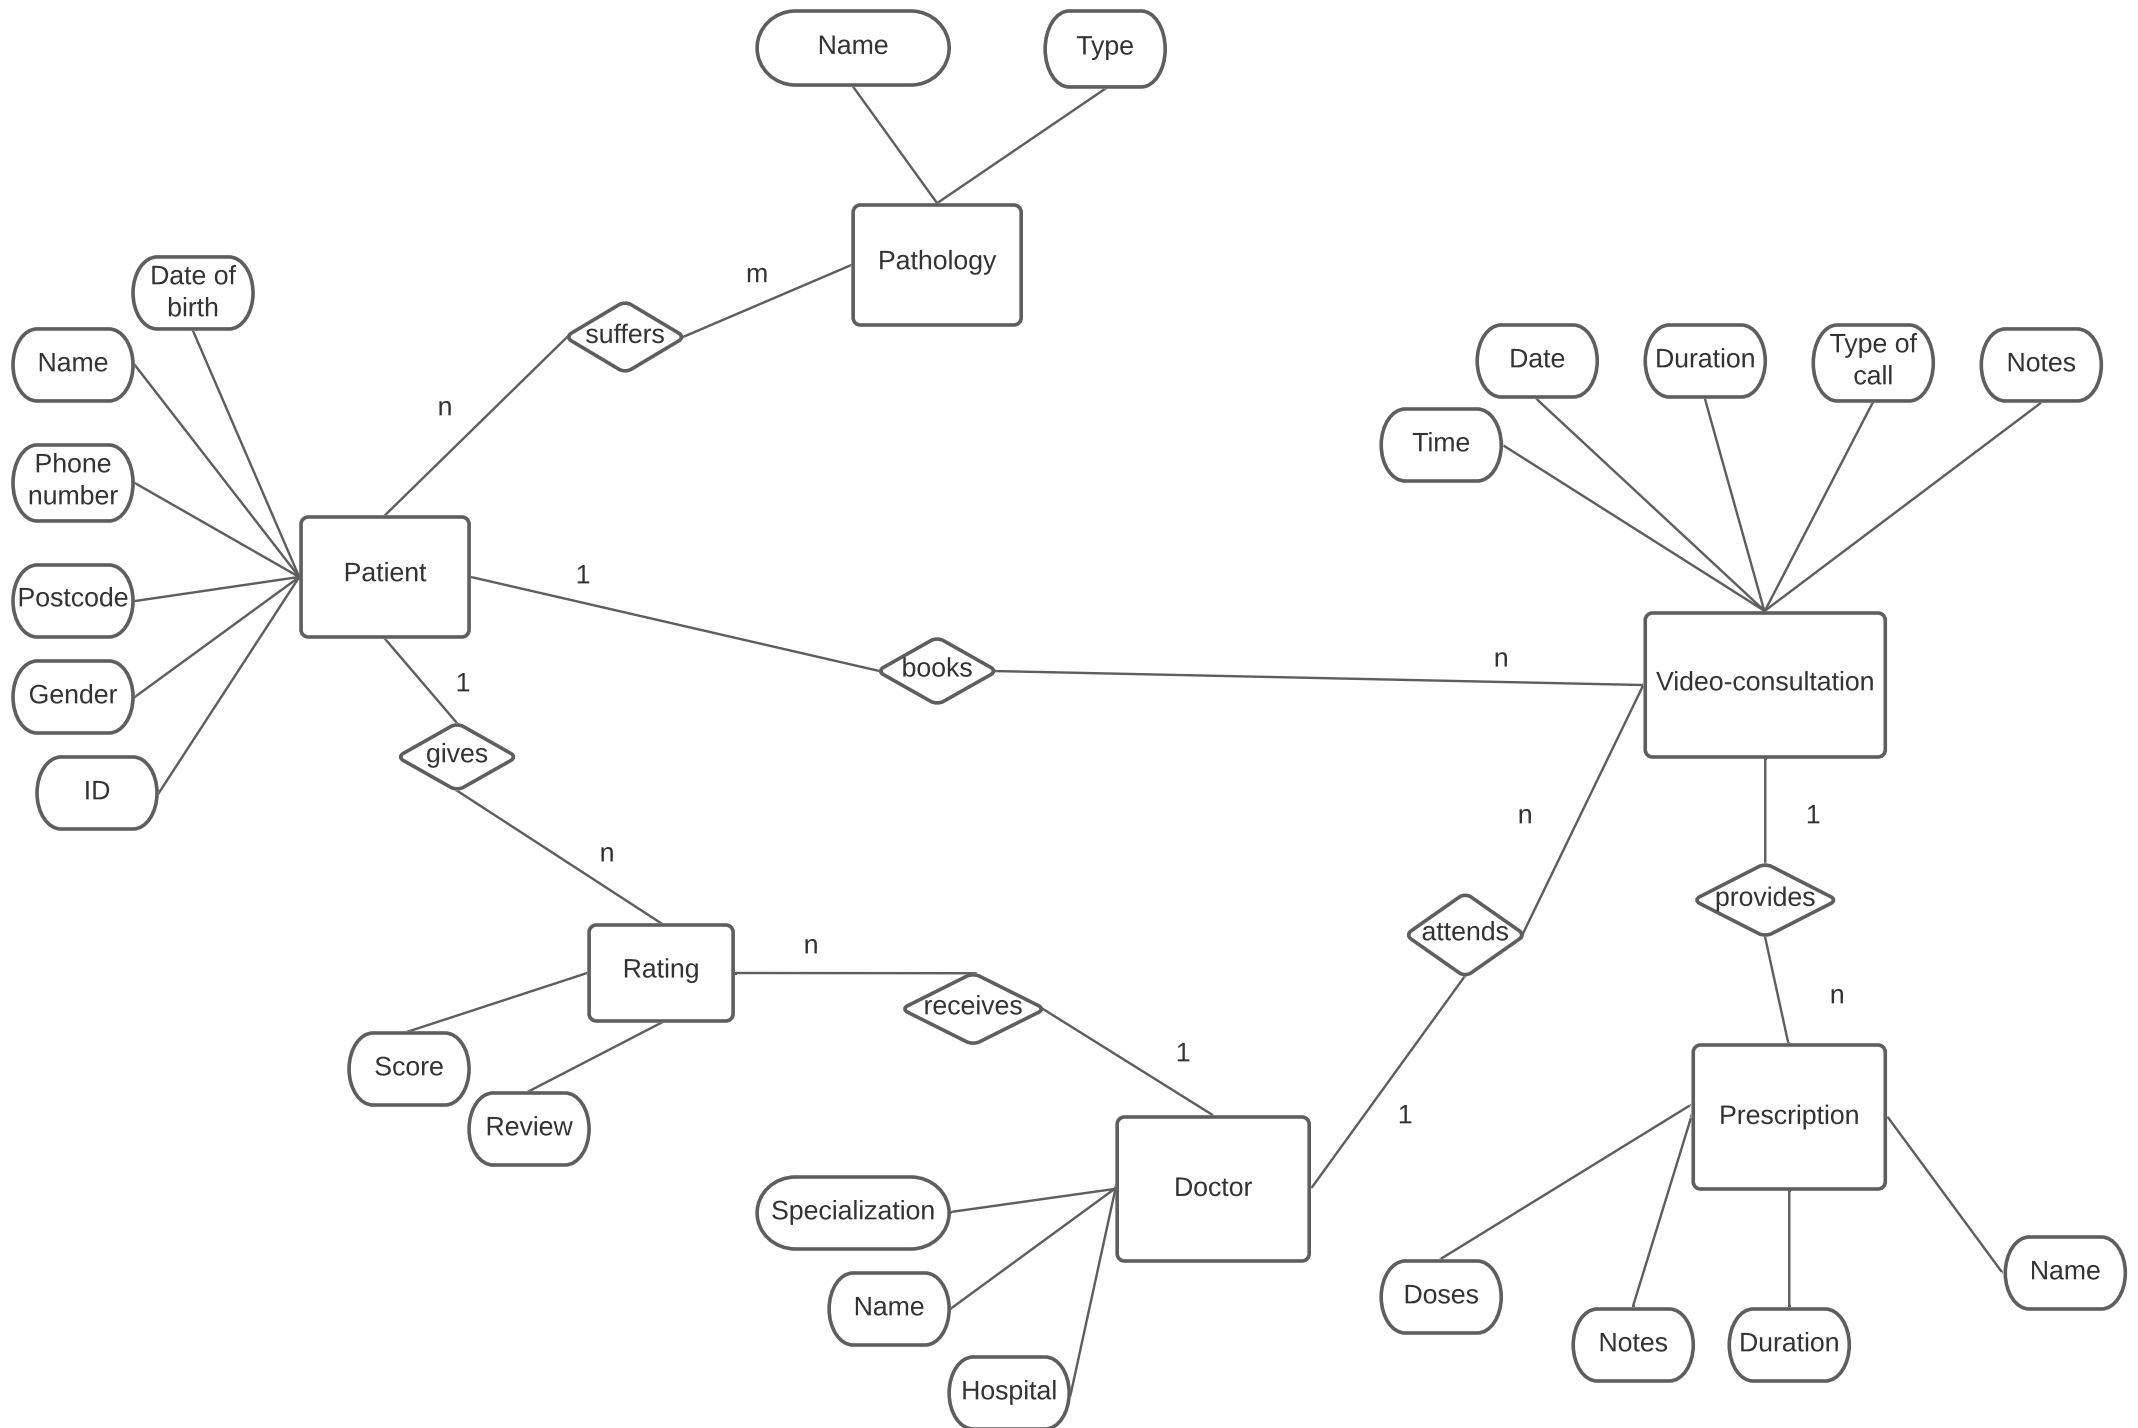 Name
Type
Pathology
m
suffers
n
Date of
birth
Name
Phone
number
Postcode
Gender
ID
Patient
1
books
n
Date
Duration
Type of
call
Notes
Time
Video-consultation
1
gives
n
n
1
provides
attends
n
Rating
n
receives
1
1
Score
Review
Doctor
Prescription
Specialization
Name
Hospital
Doses
Notes
Duration
Name